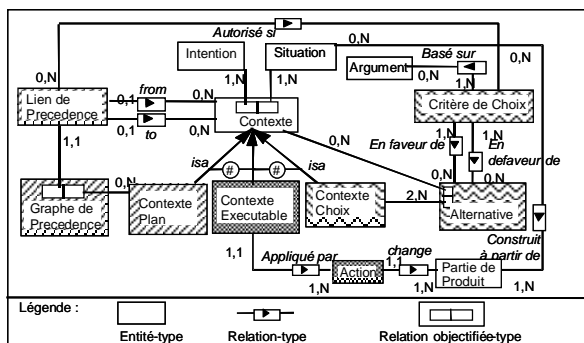 Autorisé si
Intention
Situation
0,N
Basé sur
Argument
0,N
1,N
0,N
1,N
1,N
Lien de
Precedence
0,1
from
0,N
0,1
to
0,N
Contexte
Critère de Choix
1,N
1,N
En faveur de
En
defaveur de
0,N
1,1
isa
#
#
isa
0,N
0,N
0,N
Graphe de
Precedence
Contexte
Plan
Contexte
Executable
Contexte
Choix
2,N
Alternative
1,1
Appliqué par
change
Construit
à partir de
1,N
Action
1,1
1,N
Partie de
Produit
1,N
Légende :
Entité-type
Relation-type
Relation objectifiée-type